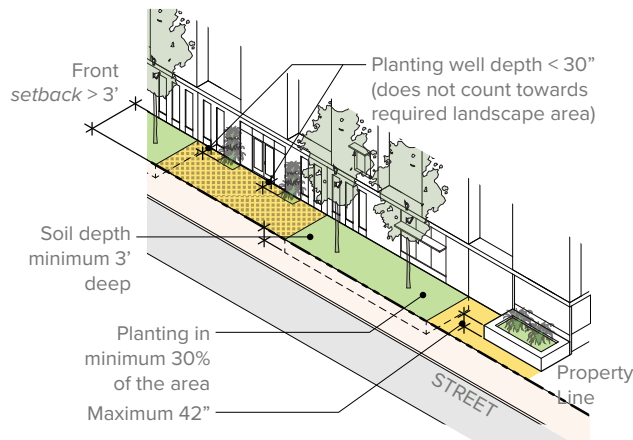 Front
setback > 3’
Planting well depth < 30”
(does not count towards
required landscape area)
Soil depth
minimum 3’
deep
Planting in
minimum 30%
of the area
Maximum 42”
STREET
Property
Line